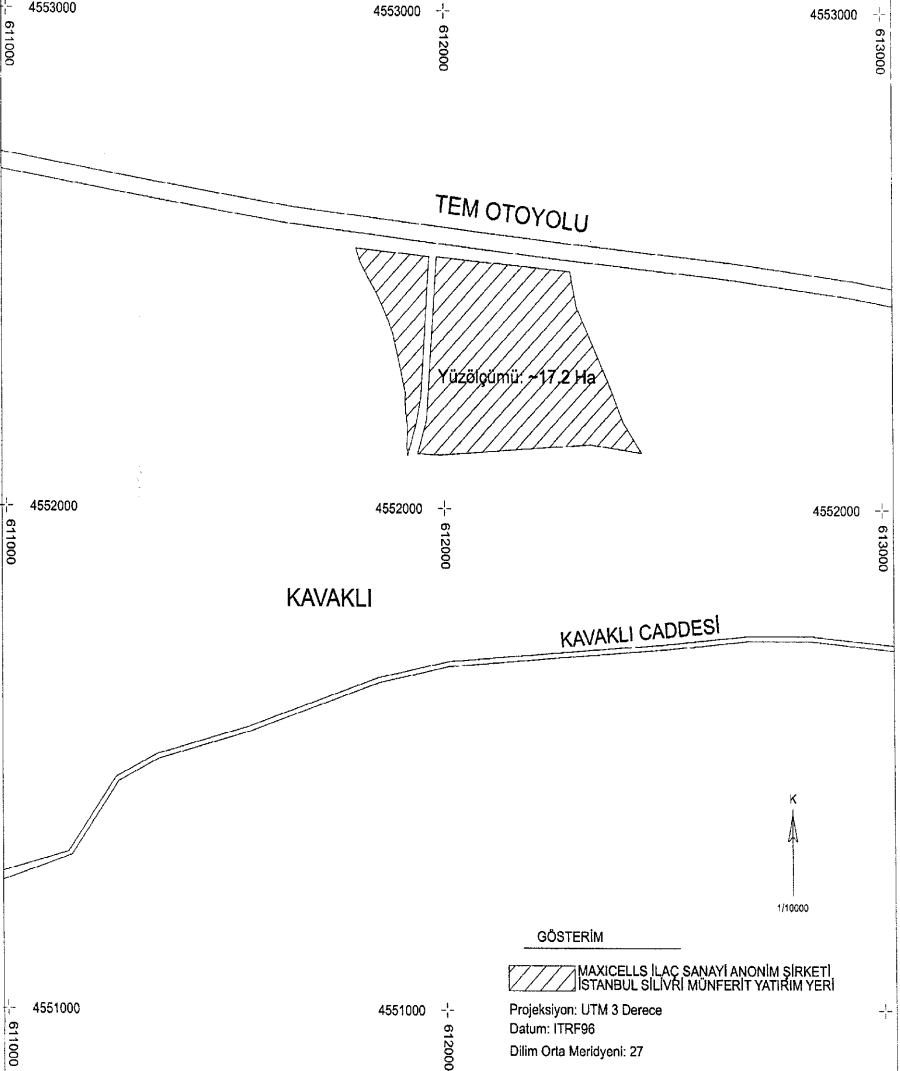 4553000
4553000
4553000
611000
612000
613000
TEM OTOYOLU
Yüzölçümü: ~17.2 Ha
4552000
4552000
4552000
611000
612000
613000
KAVAKLI
KAVAKLI CADDESİ
K
1/10000
GÖSTERİM
MAXICELLS İLAÇ SANAYİ ANONİM ŞİRKETİ
İSTANBUL SİLİVRİ MÜNFERİT YATIRIM YERİ
4551000
4551000
611000
612000
Projeksiyon: UTM 3 Derece
Datum: ITRF96
Dilim Orta Meridyeni: 27